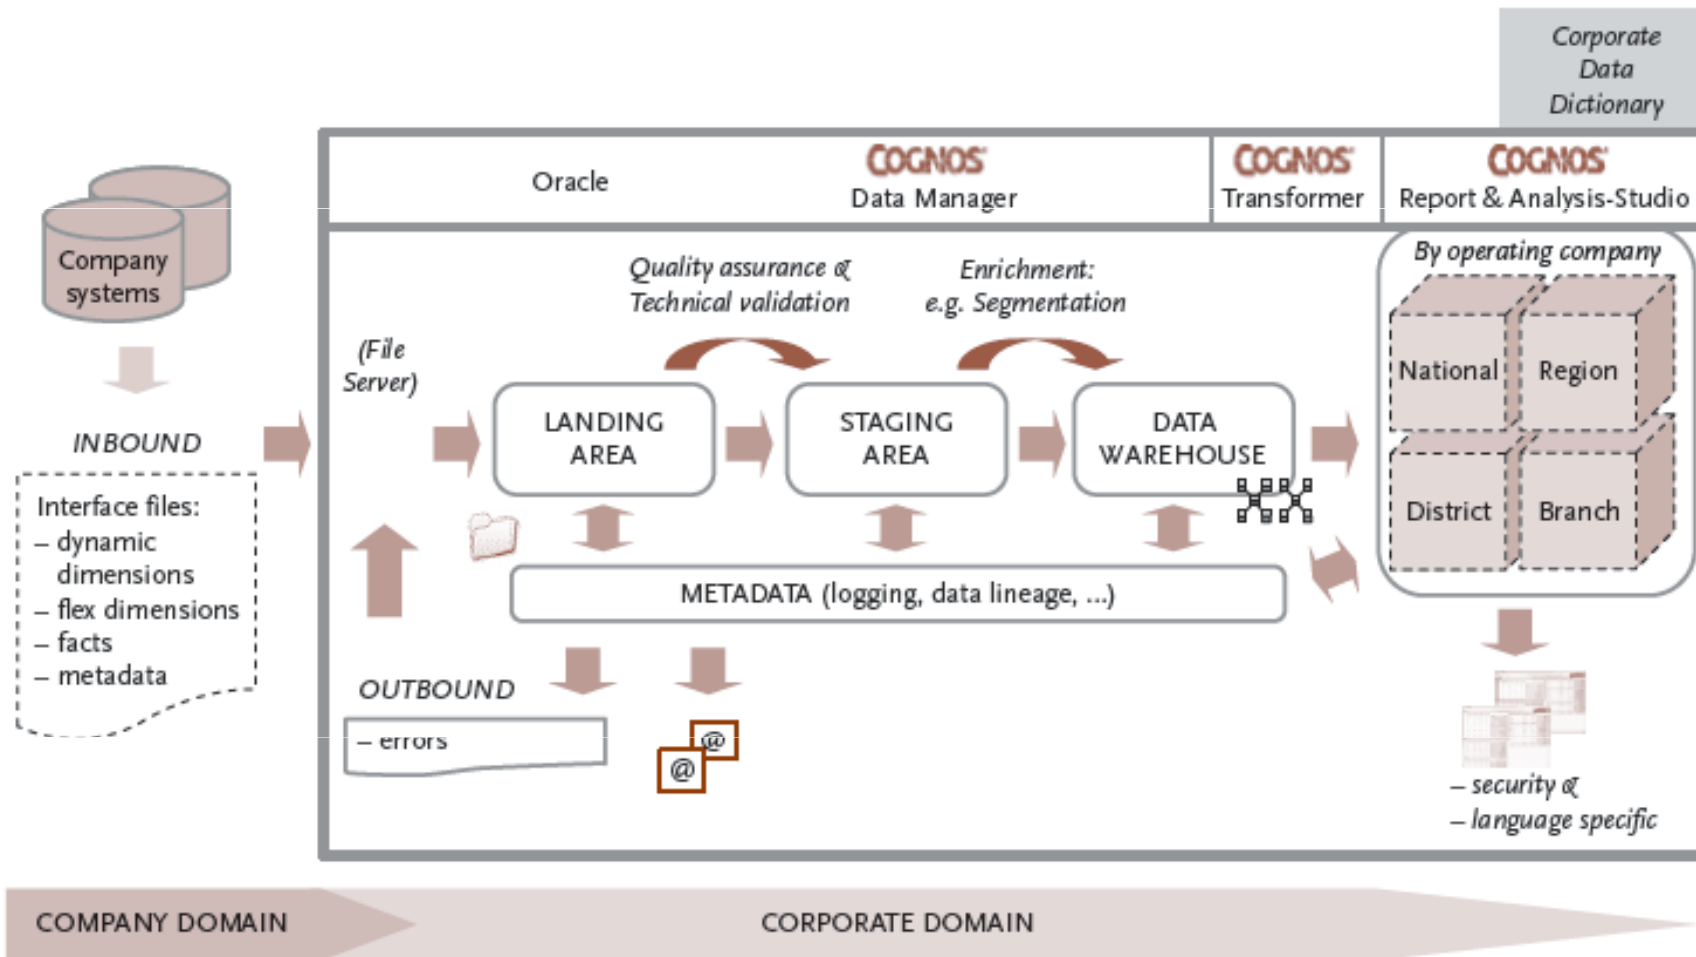 Corporate
Data
Dictionary
Oracle
COGNOS®
Data Manager
COGNOS®
Transformer
COGNOS®
Report & Analysis-Studio
Company
systems
INBOUND
Interface files:
– dynamic
dimensions
– flex dimensions
– facts
– metadata
(File
Server)
Quality assurance &
Technical validation
Enrichment:
e.g. Segmentation
LANDING
AREA
STAGING
AREA
DATA
WAREHOUSE
By operating company
National
Region
District
Branch
METADATA (logging, data lineage, ...)
OUTBOUND
– errors
@
@
– security &
– language specific
COMPANY DOMAIN
CORPORATE DOMAIN